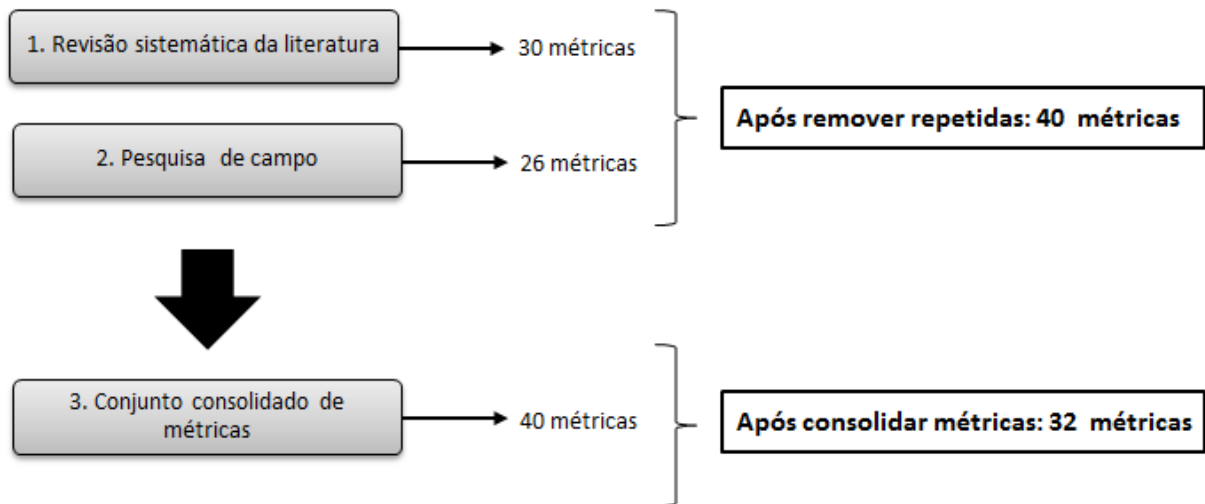 1. Revisão sistemática da literatura
30 métricas
Após remover repetidas: 40 métricas
2. Pesquisa de campo
26 métricas
3. Conjunto consolidado de
métricas
40 métricas
Após consolidar métricas: 32 métricas